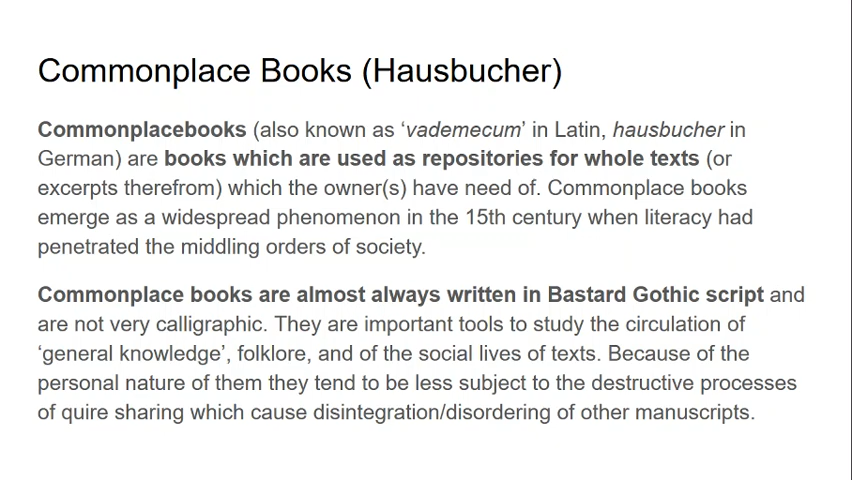 Commonplace Books (Hausbucher)
Commonplacebooks (also known as ‘vademecum’ in Latin, hausbucher in
German) are books which are used as repositories for whole texts (or
excerpts therefrom) which the owner(s) have need of. Commonplace books
emerge as a widespread phenomenon in the 15th century when literacy had
penetrated the middling orders of society.
Commonplace books are almost always written in Bastard Gothic script and
are not very calligraphic. They are important tools to study the circulation of
‘general knowledge’, folklore, and of the social lives of texts. Because of the
personal nature of them they tend to be less subject to the destructive processes
of quire sharing which cause disintegration/disordering of other manuscripts.